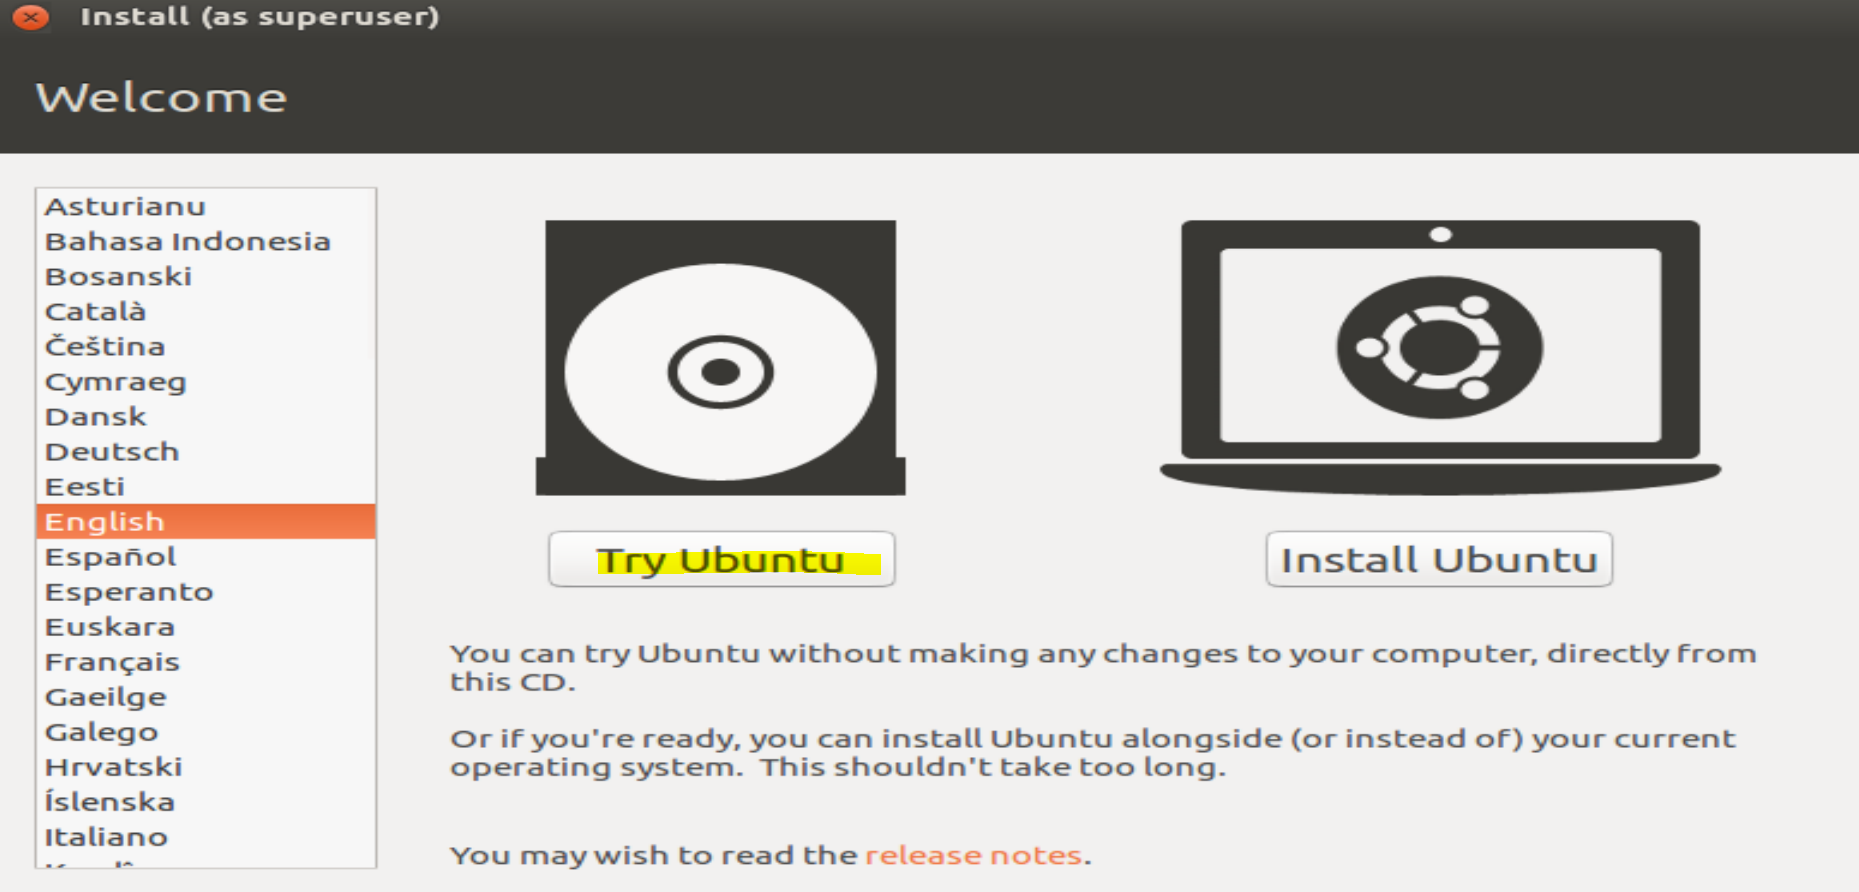 Install (as superuser)
Welcome
Asturianu
Bahasa Indonesia
Bosanski
Català
Čeština
Cymraeg
Dansk
Deutsch
Eesti
English
Español
Esperanto
Euskara
Français
Gaeilge
Galego
Hrvatski
Íslenska
Italiano
Try Ubuntu
Install Ubuntu
You can try Ubuntu without making any changes to your computer, directly from
this CD.
Or if you're ready, you can install Ubuntu alongside (or instead of) your current
operating system.  This shouldn't take too long.
You may wish to read the release notes.